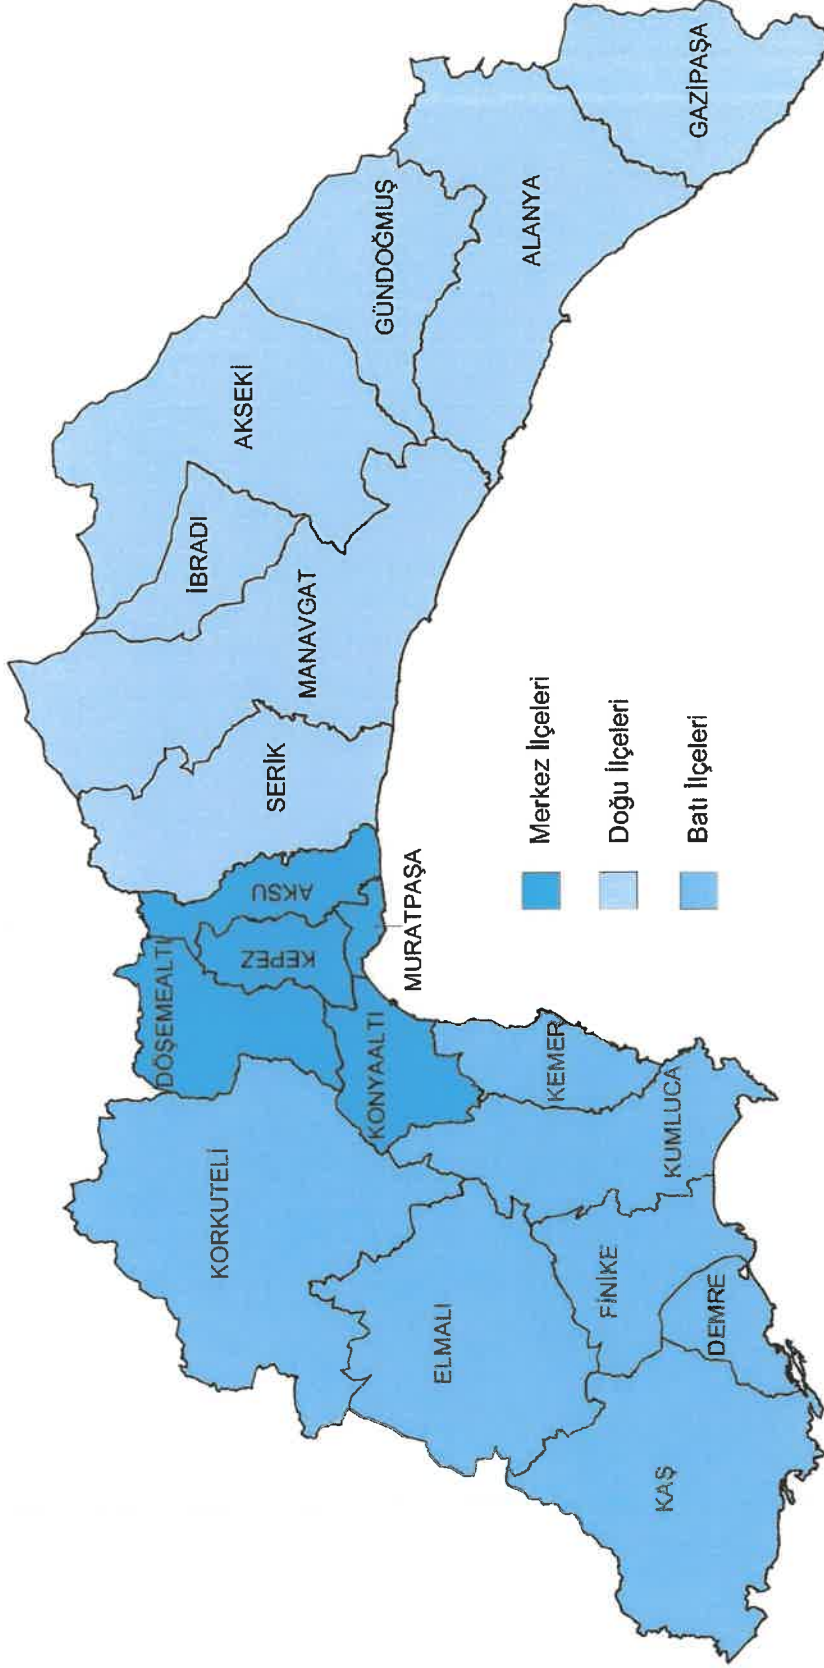 KORKUTELİ
DÖŞEMEALTI
KEPEZ
AKSU
SERİK
MANAVGAT
İBRADI
AKSEKİ
GÜNDOĞMUŞ
ALANYA
GAZİPAŞA
ELMALI
KONYAALTI
MURATPAŞA
KEMER
KUMLUCA
FİNİKE
DEMRE
KAŞ
Merkez İlçeleri
Doğu İlçeleri
Batı İlçeleri